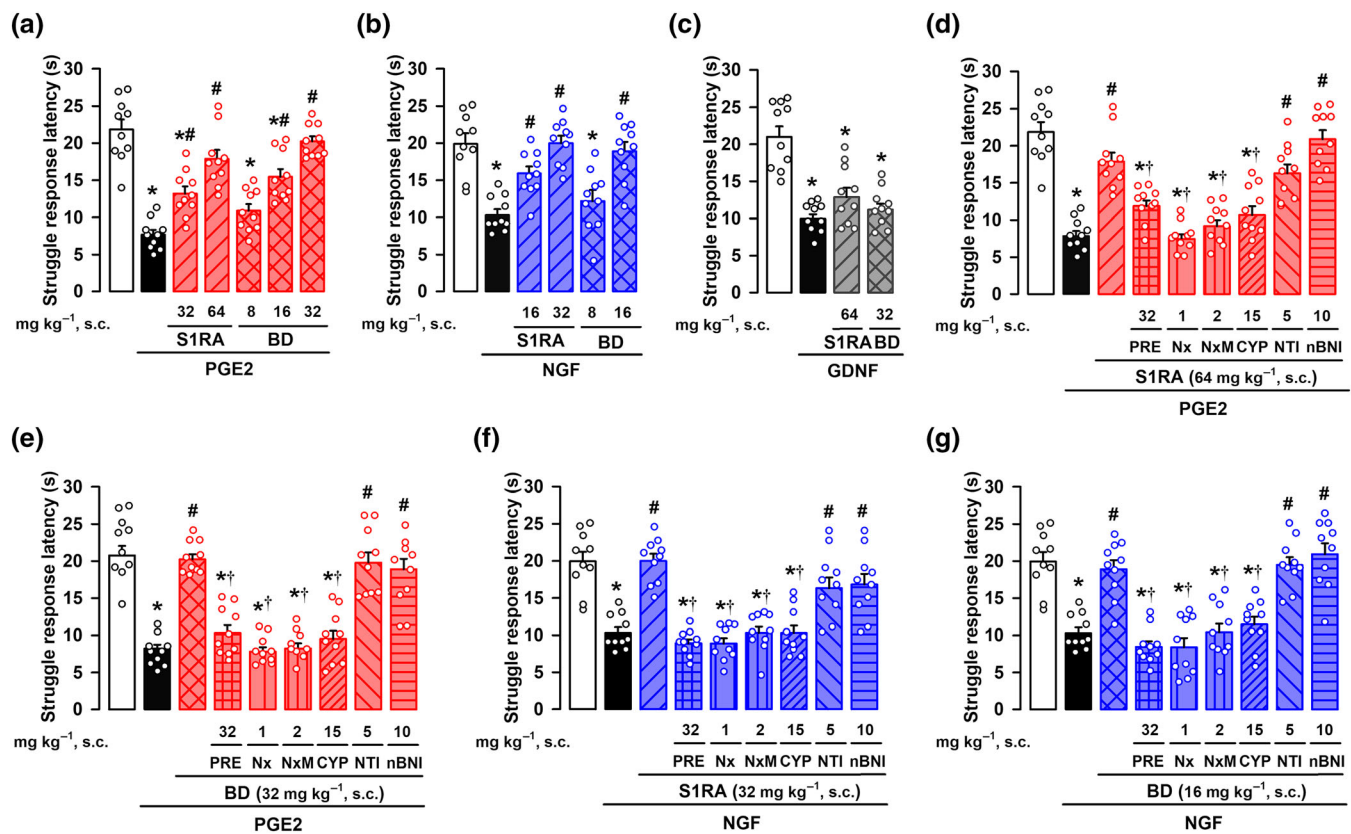 (a)
Struggle response latency (s)
30
25
20
15
10
5
0
*
*#
#
*
*#
#
mg kg⁻¹, s.c.
32 64 8 16 32
S1RA BD
PGE2
(b)
Struggle response latency (s)
30
25
20
15
10
5
0
*
#
#
*
#
16 32 8 16
S1RA BD
NGF
(c)
Struggle response latency (s)
30
25
20
15
10
5
0
*
*
*
mg kg⁻¹, s.c.
64 32
S1RA BD
GDNF
(d)
Struggle response latency (s)
30
25
20
15
10
5
0
*
#
*†
*†
*†
*†
#
#
mg kg⁻¹, s.c.
32 1 2 15 5 10
PRE Nx NxM CYP NTI nBNI
S1RA (64 mg kg⁻¹, s.c.)
PGE2
(e)
Struggle response latency (s)
30
25
20
15
10
5
0
*
#
*†
*†
*†
*†
#
#
mg kg⁻¹, s.c.
32 1 2 15 5 10
PRE Nx NxM CYP NTI nBNI
BD (32 mg kg⁻¹, s.c.)
PGE2
(f)
Struggle response latency (s)
30
25
20
15
10
5
0
*
#
*†
*†
*†
*†
#
#
mg kg⁻¹, s.c.
32 1 2 15 5 10
PRE Nx NxM CYP NTI nBNI
S1RA (32 mg kg⁻¹, s.c.)
NGF
(g)
Struggle response latency (s)
30
25
20
15
10
5
0
*
#
*†
*†
*†
*†
#
#
mg kg⁻¹, s.c.
32 1 2 15 5 10
PRE Nx NxM CYP NTI nBNI
BD (16 mg kg⁻¹, s.c.)
NGF